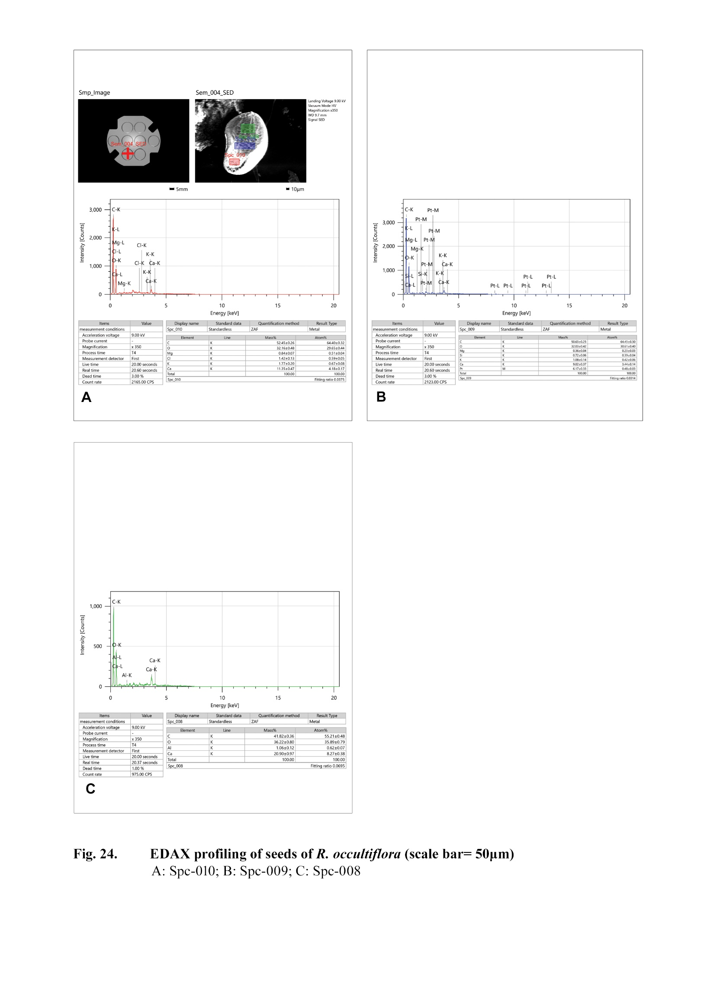 Smp_Image
Sem_004_SED
Landing Voltage 9.00 kV
Vacuum Mode HV
Magnification x350
WD 9.7 mm
Signal SED
Sem_004_SED
Spc_010
5mm
10µm
Intensity [Counts]
3,000
2,000
1,000
0
C-K
K-L
Mg-L
Cl-L
O-K
Ca-L
Mg-K
Cl-K
Cl-K
K-K
K-K
Ca-K
Ca-K
0 5 10 15 20
Energy [keV]
Items Value
measurement conditions
Acceleration voltage 9.00 kV
Probe current -
Magnification x 350
Process time T4
Measurement detector First
Live time 20.00 seconds
Real time 20.60 seconds
Dead time 3.00 %
Count rate 2165.00 CPS
Display name Standard data Quantification method Result Type
Spc_010 Standardless ZAF Metal
Element Line Mass% Atom%
C K 52.45±0.26 64.40±0.32
O K 32.16±0.48 29.65±0.44
Mg K 0.84±0.07 0.51±0.04
Cl K 1.42±0.13 0.59±0.05
K K 1.77±0.20 0.67±0.08
Ca K 11.35±0.47 4.18±0.17
Total 100.00 100.00
Spc_010 Fitting ratio 0.0375
A
Intensity [Counts]
3,000
2,000
1,000
0
C-K
K-L
Mg-L
O-K
Si-L
Ca-L
Mg-K
Si-K
Pt-M
Pt-M
Pt-M
Pt-M
Pt-M
Pt-M
K-K
K-K
Ca-K
Ca-K
Pt-L
Pt-L
Pt-L
Pt-L
Pt-L
Pt-L
0 5 10 15 20
Energy [keV]
Items Value
measurement conditions
Acceleration voltage 9.00 kV
Probe current -
Magnification x 350
Process time T4
Measurement detector First
Live time 20.00 seconds
Real time 20.60 seconds
Dead time 3.00 %
Count rate 2123.00 CPS
Display name Standard data Quantification method Result Type
Spc_009 Standardless ZAF Metal
Element Line Mass% Atom%
C K 50.63±0.23 64.43±0.30
O K 32.03±0.42 30.61±0.40
Mg K 0.36±0.04 0.23±0.03
Si K 0.72±0.06 0.39±0.04
K K 1.08±0.14 0.42±0.06
Ca K 9.02±0.37 3.44±0.14
Pt M 6.17±0.33 0.48±0.03
Total 100.00 100.00
Spc_009 Fitting ratio 0.0314
B
Intensity [Counts]
1,000
500
0
C-K
O-K
Al-L
Ca-L
Al-K
Ca-K
Ca-K
0 5 10 15 20
Energy [keV]
Items Value
measurement conditions
Acceleration voltage 9.00 kV
Probe current -
Magnification x 350
Process time T4
Measurement detector First
Live time 20.00 seconds
Real time 20.37 seconds
Dead time 1.00 %
Count rate 975.00 CPS
Display name Standard data Quantification method Result Type
Spc_008 Standardless ZAF Metal
Element Line Mass% Atom%
C K 41.82±0.36 55.21±0.48
O K 36.22±0.80 35.89±0.79
Al K 1.06±0.12 0.62±0.07
Ca K 20.90±0.97 8.27±0.38
Total 100.00 100.00
Spc_008 Fitting ratio 0.0695
C
Fig. 24. EDAX profiling of seeds of R. occultiflora (scale bar= 50µm)
A: Spc-010; B: Spc-009; C: Spc-008